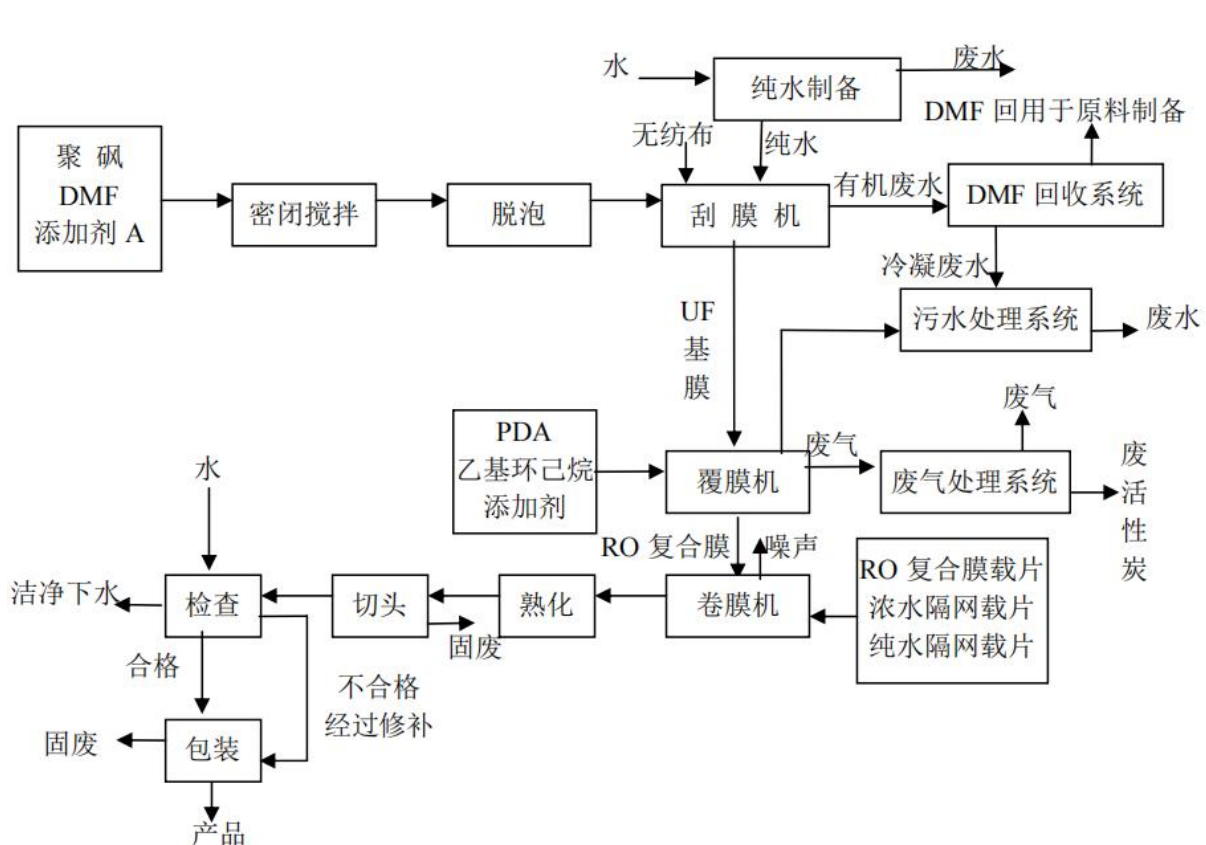 水
纯水制备
废水
DMF 回用于原料制备
无纺布
纯水
聚 砜
DMF
添加剂 A
密闭搅拌
脱泡
刮 膜 机
有机废水
DMF 回收系统
冷凝废水
污水处理系统
废水
UF
基
膜
PDA
乙基环己烷
添加剂
覆膜机
废气
废气处理系统
废气
废
活
性
炭
RO 复合膜
噪声
水
洁净下水
检查
切头
固废
熟化
卷膜机
RO 复合膜载片
浓水隔网载片
纯水隔网载片
合格
不合格
经过修补
固废
包装
产品